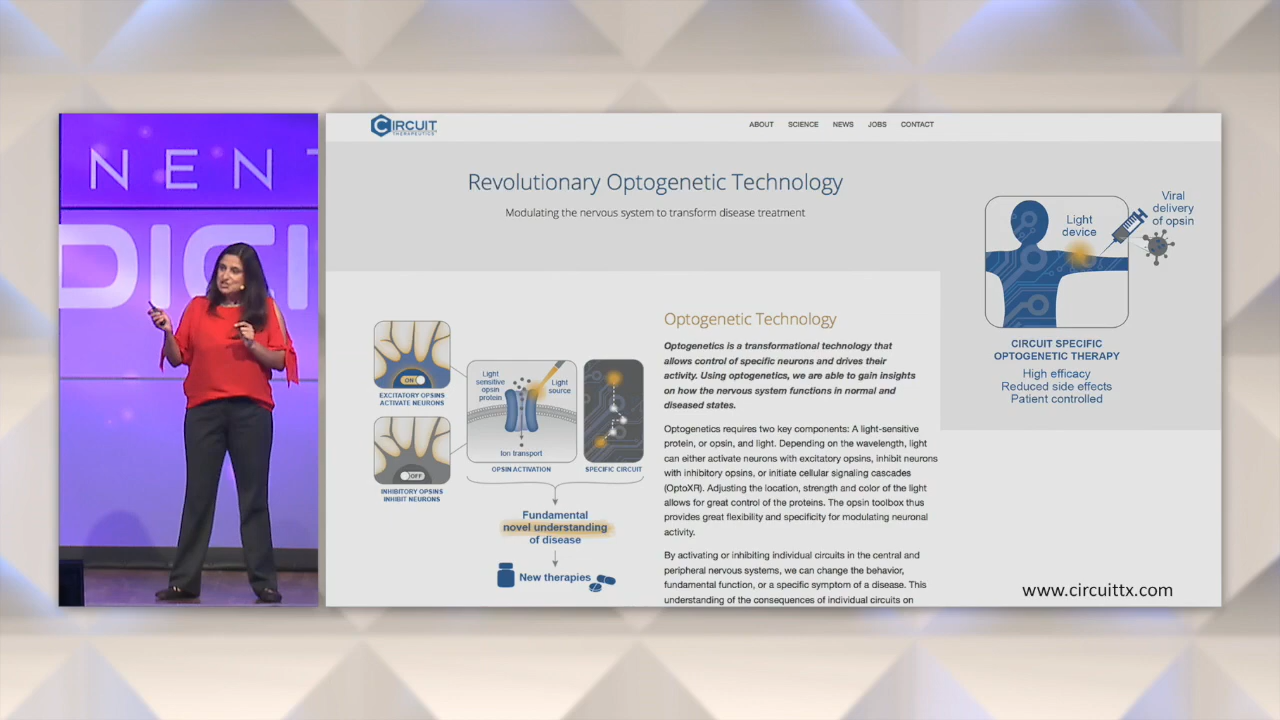 NENT
DIGI
CIRCUIT
THERAPEUTICS
ABOUT SCIENCE NEWS JOBS CONTACT
Revolutionary Optogenetic Technology
Modulating the nervous system to transform disease treatment
Light
device
Viral
delivery
of opsin
CIRCUIT SPECIFIC
OPTOGENETIC THERAPY
High efficacy
Reduced side effects
Patient controlled
ON
EXCITATORY OPSINS
ACTIVATE NEURONS
OFF
INHIBITORY OPSINS
INHIBIT NEURONS
Light
sensitive
opsin
protein
Light
source
Ion transport
OPSIN ACTIVATION
SPECIFIC CIRCUIT
Fundamental
novel understanding
of disease
New therapies
Optogenetic Technology
Optogenetics is a transformational technology that
allows control of specific neurons and drives their
activity. Using optogenetics, we are able to gain insights
on how the nervous system functions in normal and
diseased states.
Optogenetics requires two key components: A light-sensitive
protein, or opsin, and light. Depending on the wavelength, light
can either activate neurons with excitatory opsins, inhibit neurons
with inhibitory opsins, or initiate cellular signaling cascades
(OptoXR). Adjusting the location, strength and color of the light
allows for great control of the proteins. The opsin toolbox thus
provides great flexibility and specificity for modulating neuronal
activity.
By activating or inhibiting individual circuits in the central and
peripheral nervous systems, we can change the behavior,
fundamental function, or a specific symptom of a disease. This
understanding of the consequences of individual circuits on
www.circuittx.com